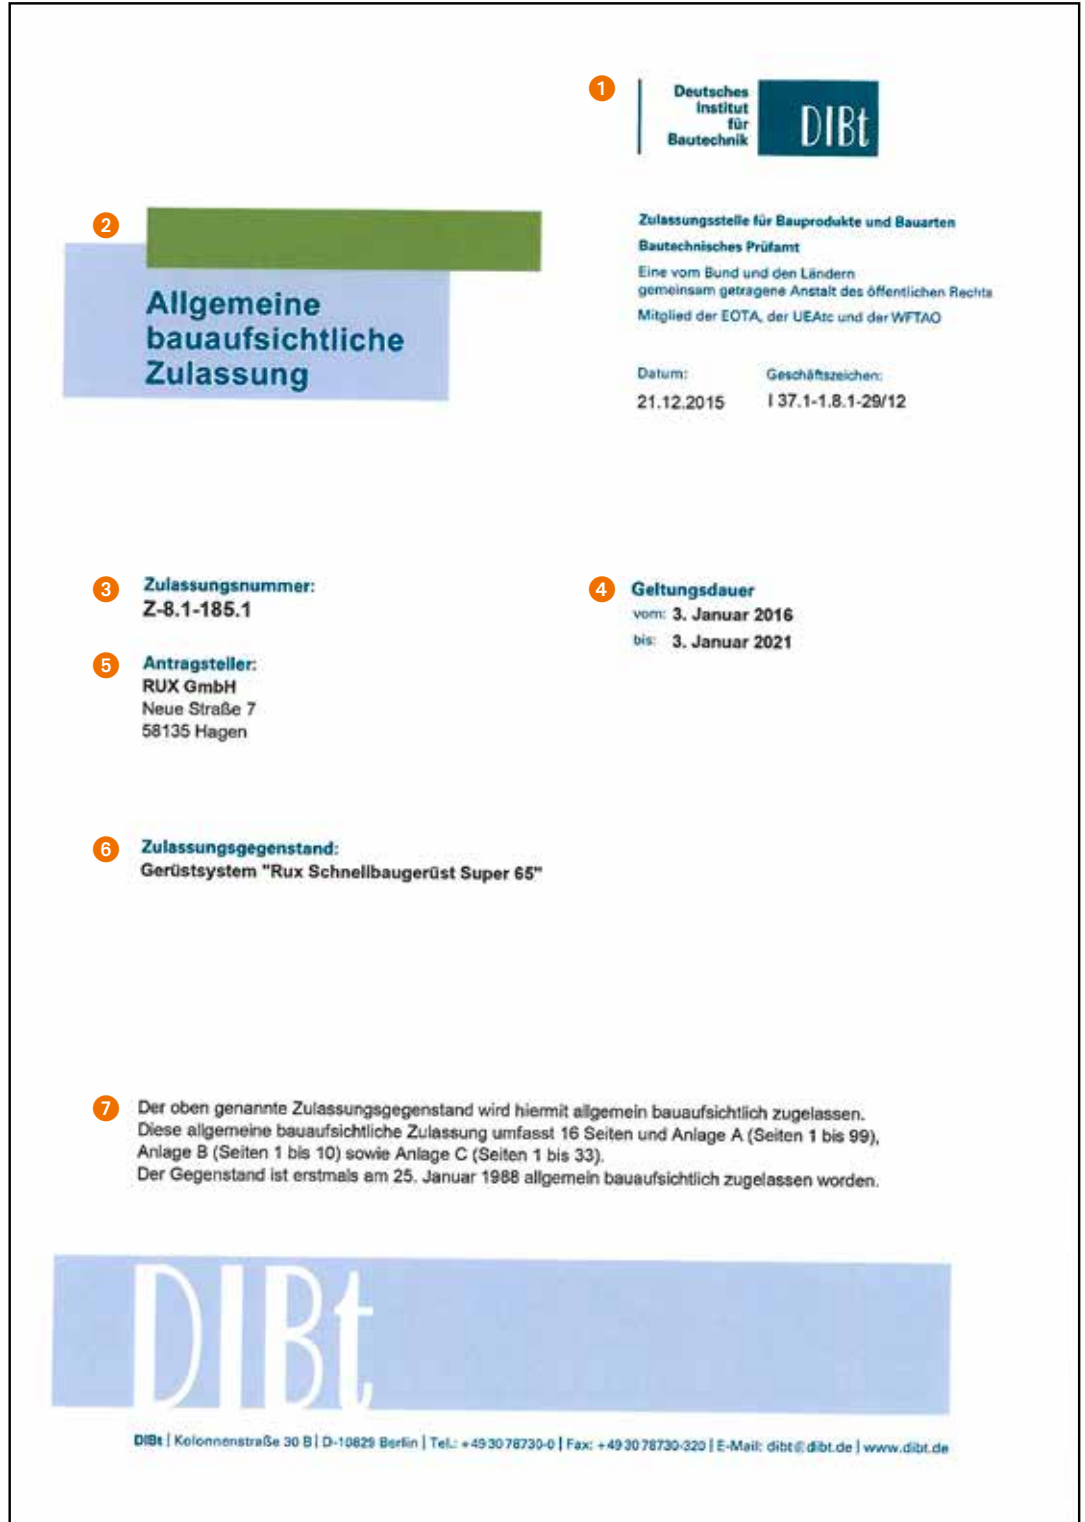 1
Deutsches
Institut
für
Bautechnik
DIBt
2
Allgemeine
bauaufsichtliche
Zulassung
Zulassungsstelle für Bauprodukte und Bauarten
Bautechnisches Prüfamt
Eine vom Bund und den Ländern
gemeinsam getragene Anstalt des öffentlichen Rechts
Mitglied der EOTA, der UEAtc und der WFTAO
Datum: Geschäftszeichen:
21.12.2015 I 37.1-1.8.1-29/12
3 Zulassungsnummer:
Z-8.1-185.1
4 Geltungsdauer
vom: 3. Januar 2016
bis: 3. Januar 2021
5 Antragsteller:
RUX GmbH
Neue Straße 7
58135 Hagen
6 Zulassungsgegenstand:
Gerüstsystem "Rux Schnellbaugerüst Super 65"
7 Der oben genannte Zulassungsgegenstand wird hiermit allgemein bauaufsichtlich zugelassen.
Diese allgemeine bauaufsichtliche Zulassung umfasst 16 Seiten und Anlage A (Seiten 1 bis 99),
Anlage B (Seiten 1 bis 10) sowie Anlage C (Seiten 1 bis 33).
Der Gegenstand ist erstmals am 25. Januar 1988 allgemein bauaufsichtlich zugelassen worden.
DIBt
DIBt | Kolonnenstraße 30 B | D-10829 Berlin | Tel.: +493078730-0 | Fax: +493078730-320 | E-Mail: dibt@dibt.de | www.dibt.de